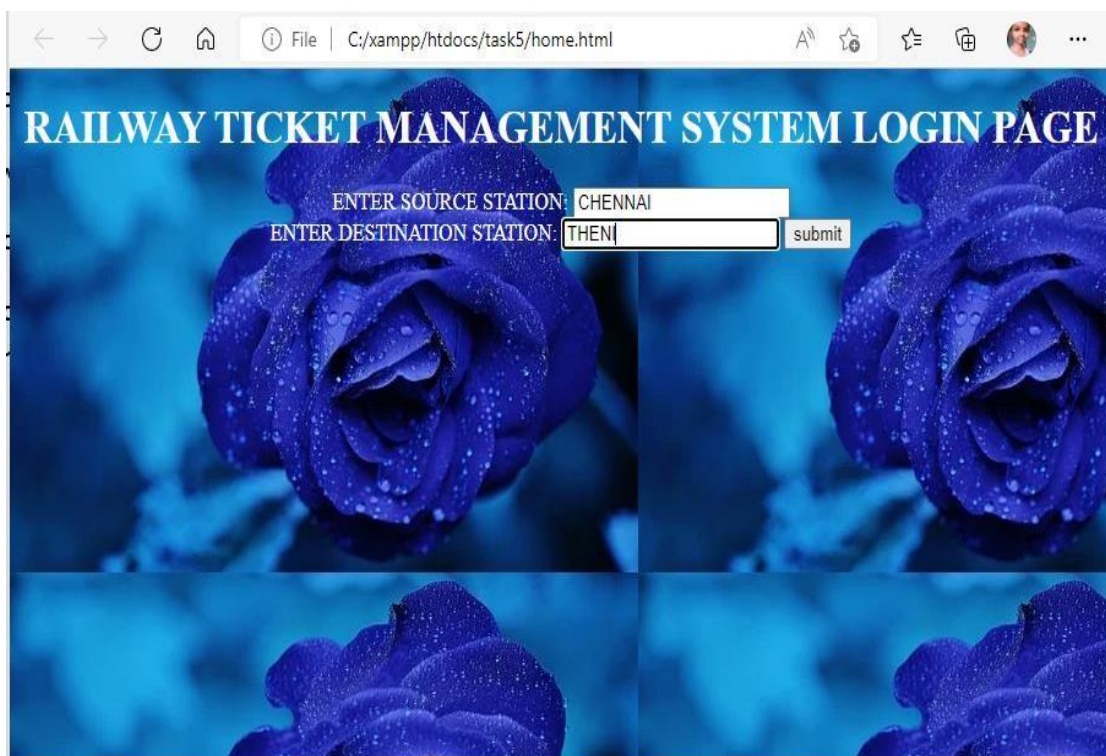 File C:/xampp/htdocs/task5/home.html
RAILWAY TICKET MANAGEMENT SYSTEM LOGIN PAGE
ENTER SOURCE STATION: CHENNAI
ENTER DESTINATION STATION: THENI submit